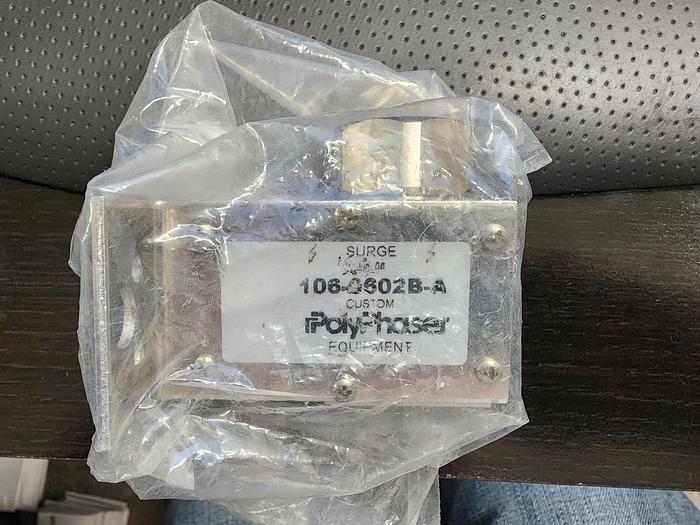 SURGE
106-0602B-A
CUSTOM
PolyPhaser
EQUIPMENT